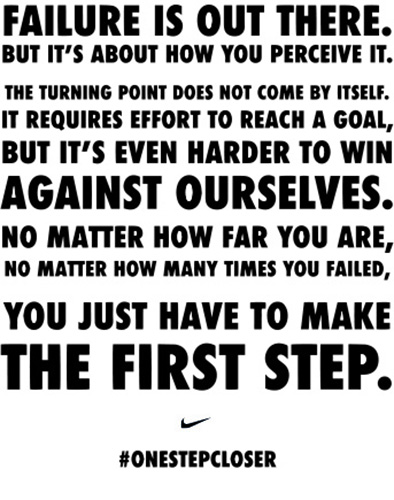 FAILURE IS OUT THERE.
BUT IT'S ABOUT HOW YOU PERCEIVE IT.
THE TURNING POINT DOES NOT COME BY ITSELF.
IT REQUIRES EFFORT TO REACH A GOAL,
BUT IT'S EVEN HARDER TO WIN
AGAINST OURSELVES.
NO MATTER HOW FAR YOU ARE,
NO MATTER HOW MANY TIMES YOU FAILED,
YOU JUST HAVE TO MAKE
THE FIRST STEP.
#ONESTEPCLOSER